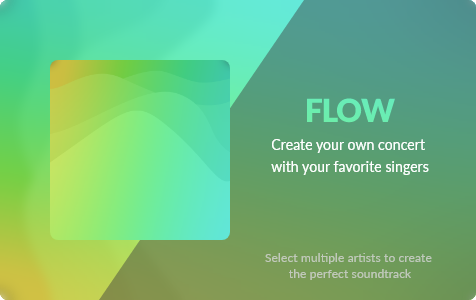 FLOW
Create your own concert
with your favorite singers
Select multiple artists to create
the perfect soundtrack